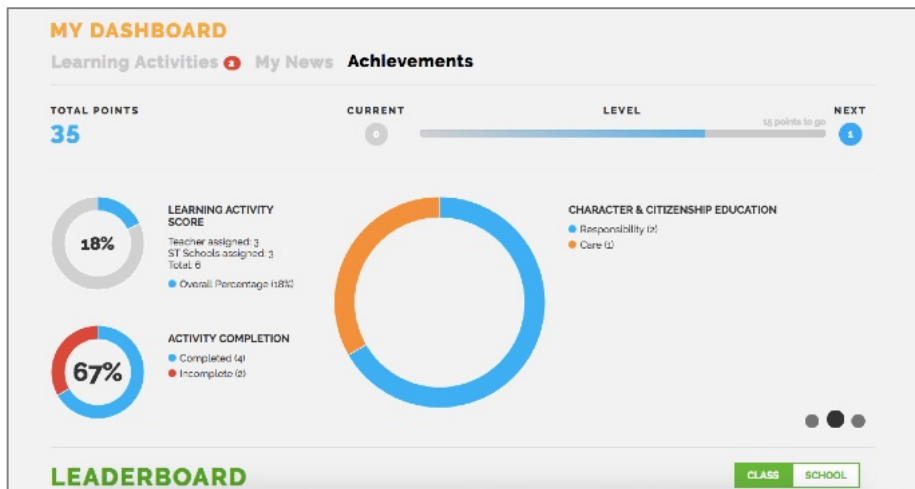 MY DASHBOARD
Learning Activities 2 My News Achievements
TOTAL POINTS
35
CURRENT
0
LEVEL
15 points to go
NEXT
1
18%
LEARNING ACTIVITY
SCORE
Teacher assigned: 3
ST Schools assigned: 3
Total: 6
Overall Percentage (18%)
67%
ACTIVITY COMPLETION
Completed (4)
Incomplete (2)
CHARACTER & CITIZENSHIP EDUCATION
Responsibility (2)
Care (1)
LEADERBOARD
CLASS SCHOOL